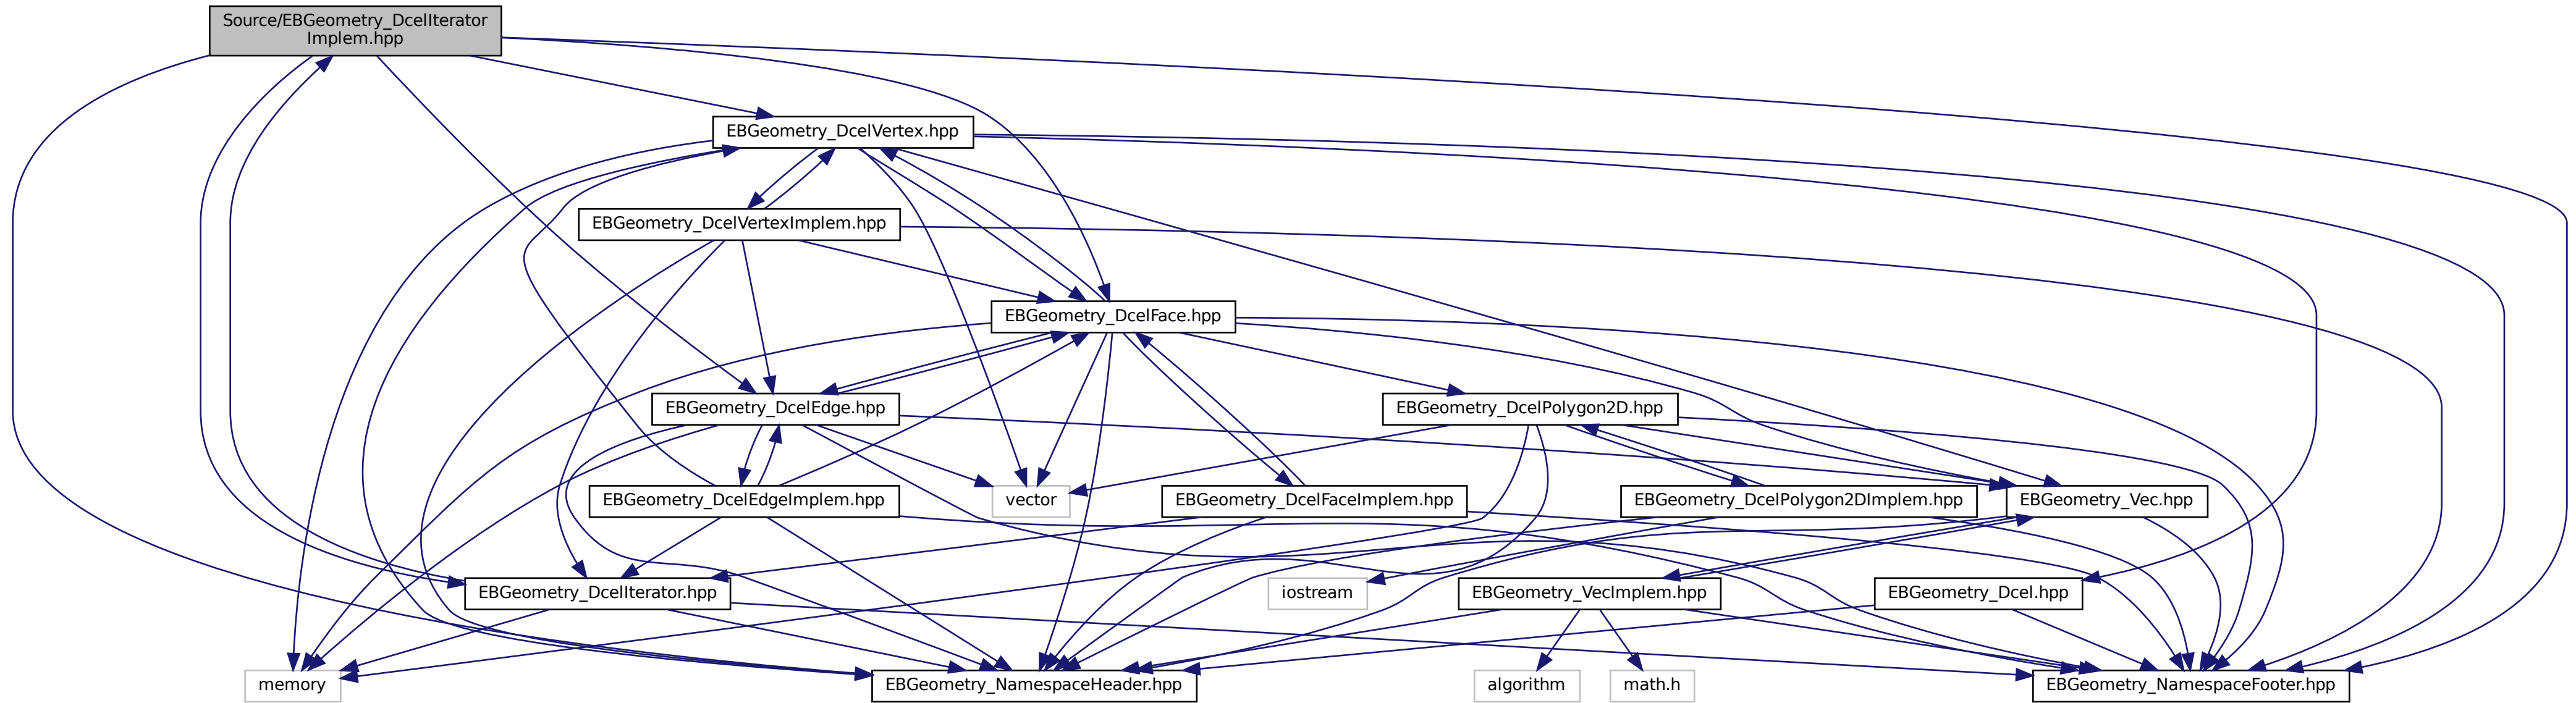 Source/EBGeometry_DcelIterator
Implem.hpp
EBGeometry_DcelVertex.hpp
EBGeometry_DcelVertexImplem.hpp
EBGeometry_DcelFace.hpp
EBGeometry_DcelEdge.hpp
EBGeometry_DcelPolygon2D.hpp
EBGeometry_DcelEdgeImplem.hpp
vector
EBGeometry_DcelFaceImplem.hpp
EBGeometry_DcelPolygon2DImplem.hpp
EBGeometry_Vec.hpp
EBGeometry_DcelIterator.hpp
iostream
EBGeometry_VecImplem.hpp
EBGeometry_Dcel.hpp
memory
EBGeometry_NamespaceHeader.hpp
algorithm
math.h
EBGeometry_NamespaceFooter.hpp